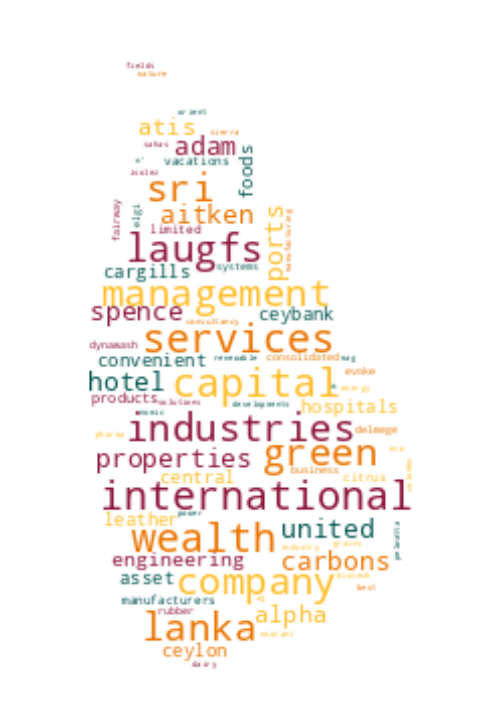 fields
nature
orient
atis
sierra
sahas
adam
vacations
foods
sri
fairway
elgi
aitken
ports
manufacturing
limited
laugfs
cargills
systems
management
spence
ceybank
consultancy
services
dynawash
convenient
renewable
consolidated
evoke
hotel
capital
energy
products
solutions
developments
hospitals
industries
delmege
pharma
green
properties
business
central
citrus
international
leather
power
wealth
united
industry
engineering
carbons
asset
company
biotech
best
manufacturers
rubber
alpha
lanka
ceylon
dairy